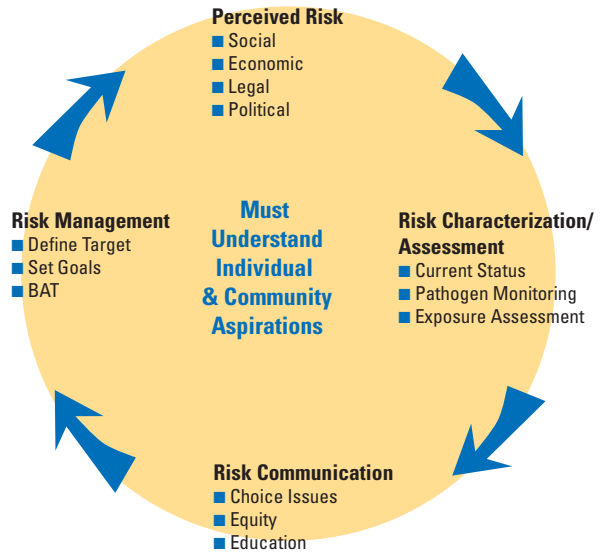 Perceived Risk
■ Social
■ Economic
■ Legal
■ Political
Risk Characterization/
Assessment
■ Current Status
■ Pathogen Monitoring
■ Exposure Assessment
Risk Communication
■ Choice Issues
■ Equity
■ Education
Risk Management
■ Define Target
■ Set Goals
■ BAT
Must
Understand
Individual
& Community
Aspirations